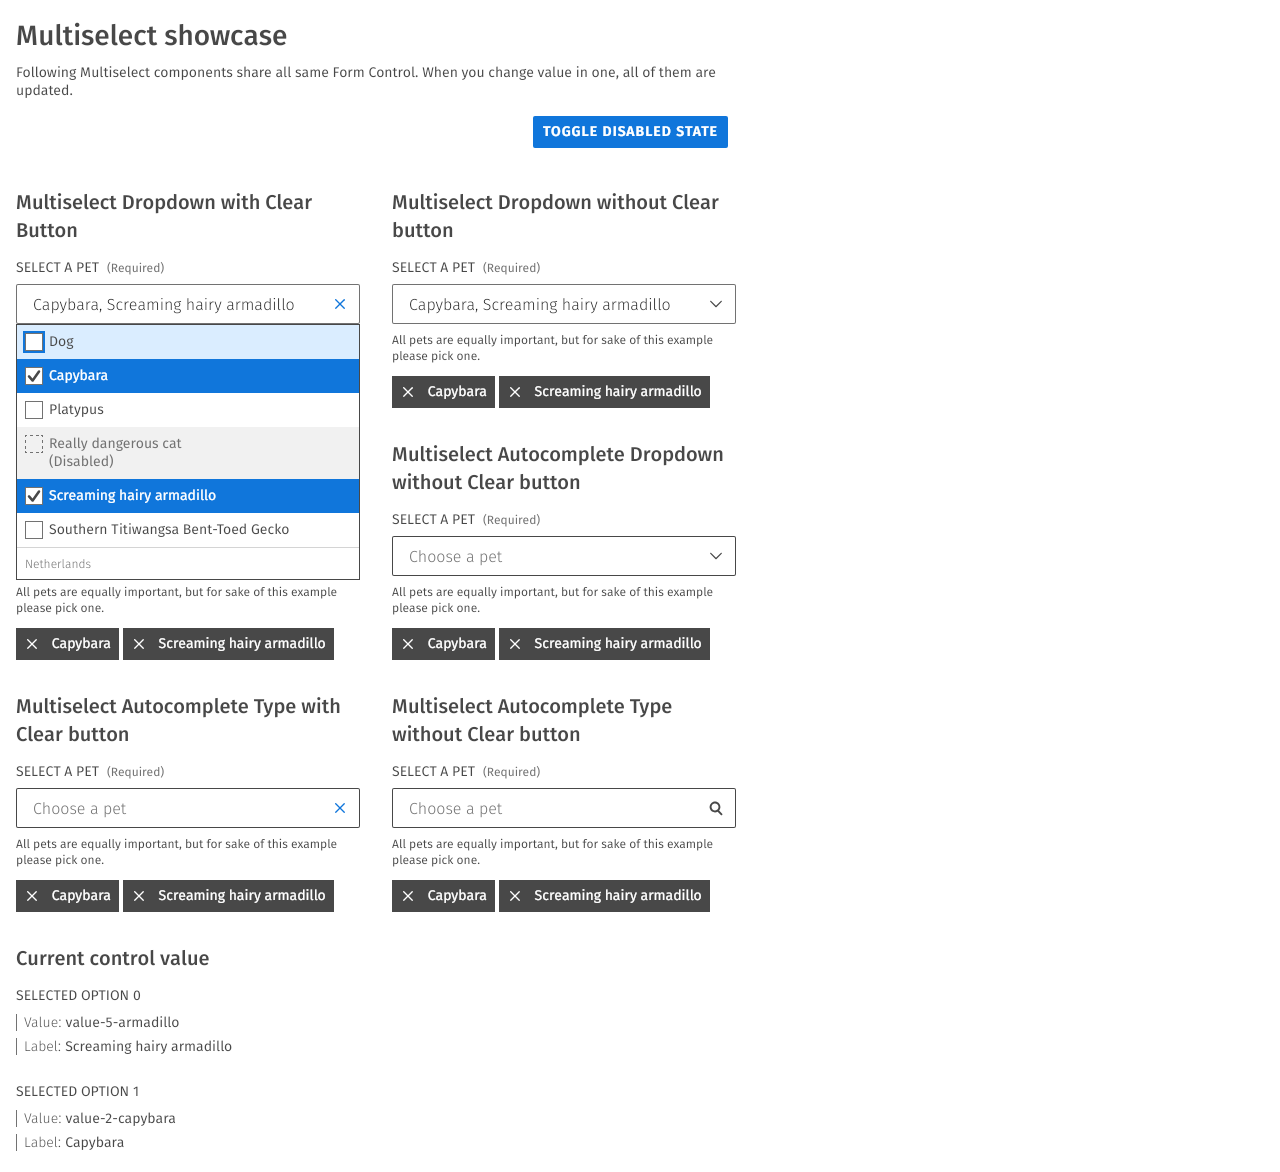 Multiselect showcase
Following Multiselect components share all same Form Control. When you change value in one, all of them are
updated.
TOGGLE DISABLED STATE
Multiselect Dropdown with Clear
Button
SELECT A PET (Required)
Capybara, Screaming hairy armadillo
Dog
Capybara
Platypus
Really dangerous cat
(Disabled)
Screaming hairy armadillo
Southern Titiwangsa Bent-Toed Gecko
Netherlands
All pets are equally important, but for sake of this example
please pick one.
Capybara
Screaming hairy armadillo
Multiselect Dropdown without Clear
button
SELECT A PET (Required)
Capybara, Screaming hairy armadillo
All pets are equally important, but for sake of this example
please pick one.
Capybara
Screaming hairy armadillo
Multiselect Autocomplete Dropdown
without Clear button
SELECT A PET (Required)
Choose a pet
All pets are equally important, but for sake of this example
please pick one.
Capybara
Screaming hairy armadillo
Multiselect Autocomplete Type with
Clear button
SELECT A PET (Required)
Choose a pet
All pets are equally important, but for sake of this example
please pick one.
Capybara
Screaming hairy armadillo
Multiselect Autocomplete Type
without Clear button
SELECT A PET (Required)
Choose a pet
All pets are equally important, but for sake of this example
please pick one.
Capybara
Screaming hairy armadillo
Current control value
SELECTED OPTION 0
Value: value-5-armadillo
Label: Screaming hairy armadillo
SELECTED OPTION 1
Value: value-2-capybara
Label: Capybara